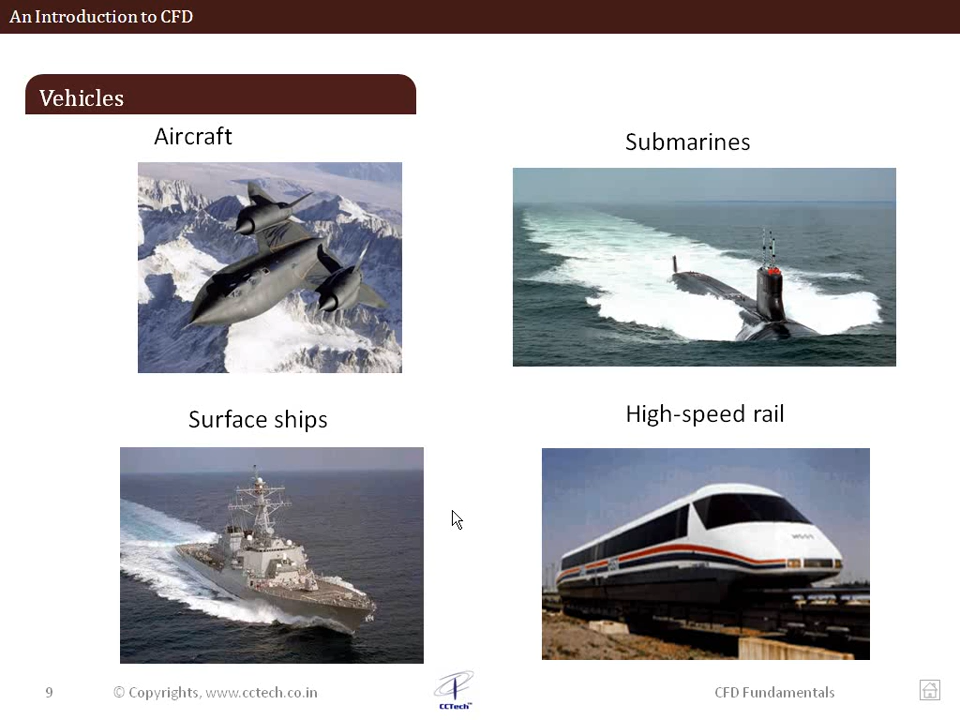 An Introduction to CFD
Vehicles
Aircraft
Submarines
Surface ships
High-speed rail
9
© Copyrights, www.cctech.co.in
CCTech™
CFD Fundamentals